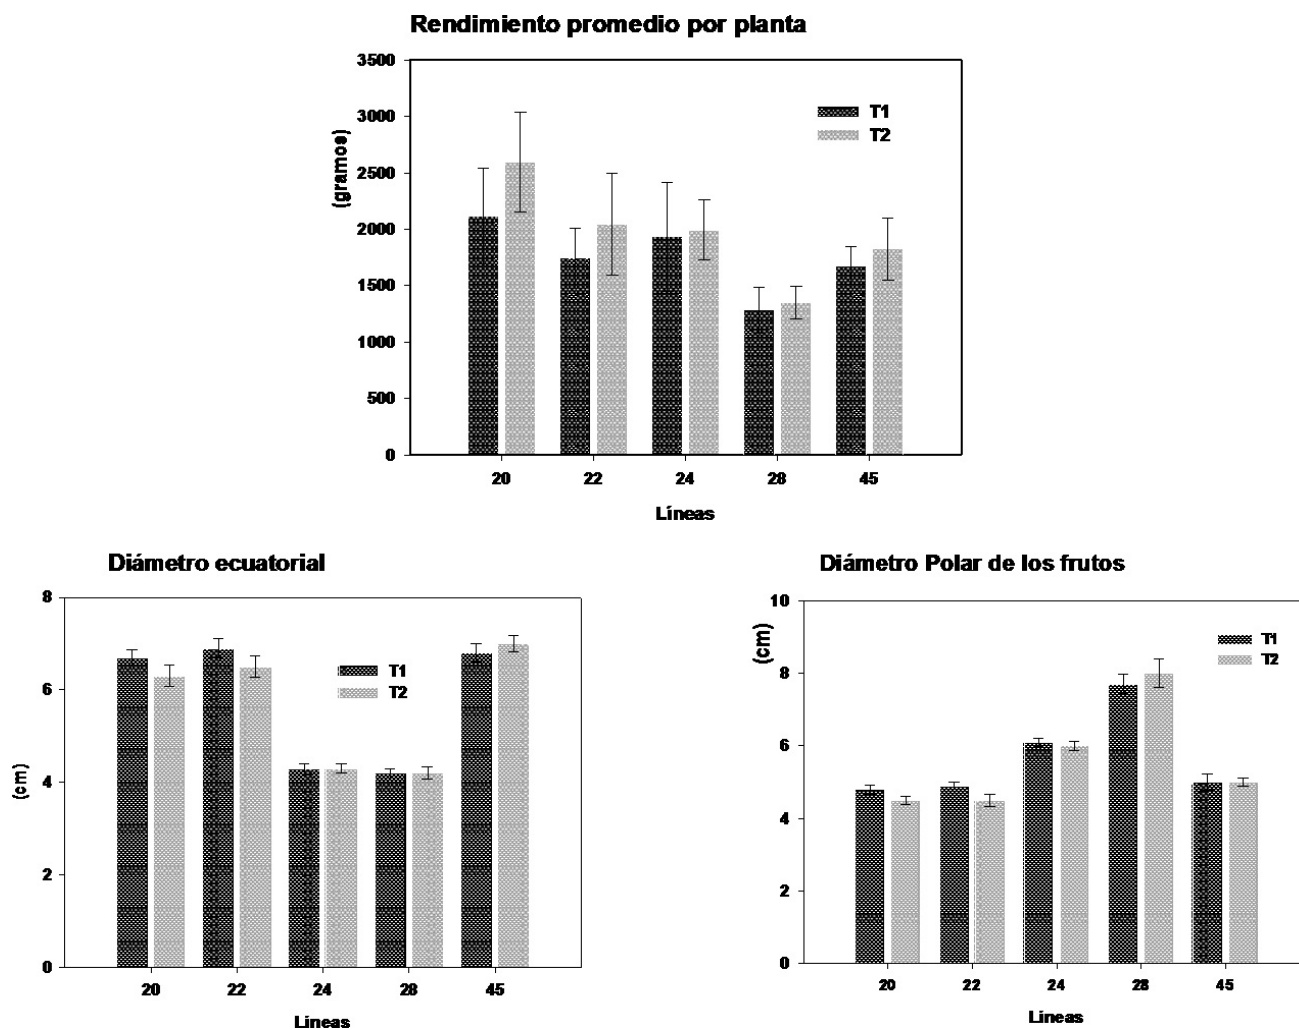 Rendimiento promedio por planta
3500
3000
2500
2000
1500
1000
500
0
(gramos)
T1
T2
20 22 24 28 45
Líneas
Diámetro ecuatorial
8
6
4
2
0
(cm)
T1
T2
20 22 24 28 45
Líneas
Diámetro Polar de los frutos
10
8
6
4
2
0
(cm)
T1
T2
20 22 24 28 45
Lineas